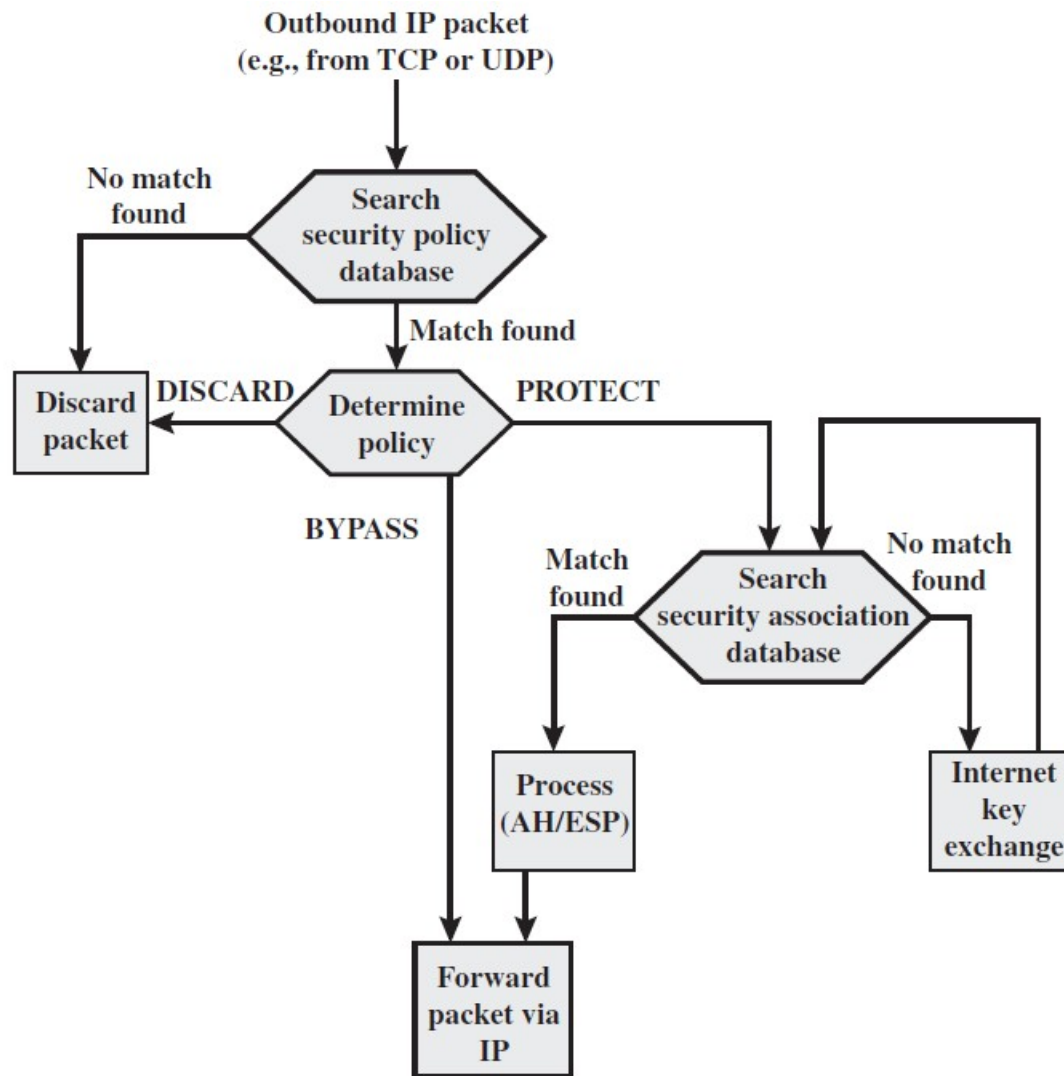 Outbound IP packet
(e.g., from TCP or UDP)
No match
found
Search
security policy
database
Match found
Discard
packet
DISCARD
Determine
policy
PROTECT
BYPASS
Match
found
Search
security association
database
No match
found
Process
(AH/ESP)
Internet
key
exchange
Forward
packet via
IP